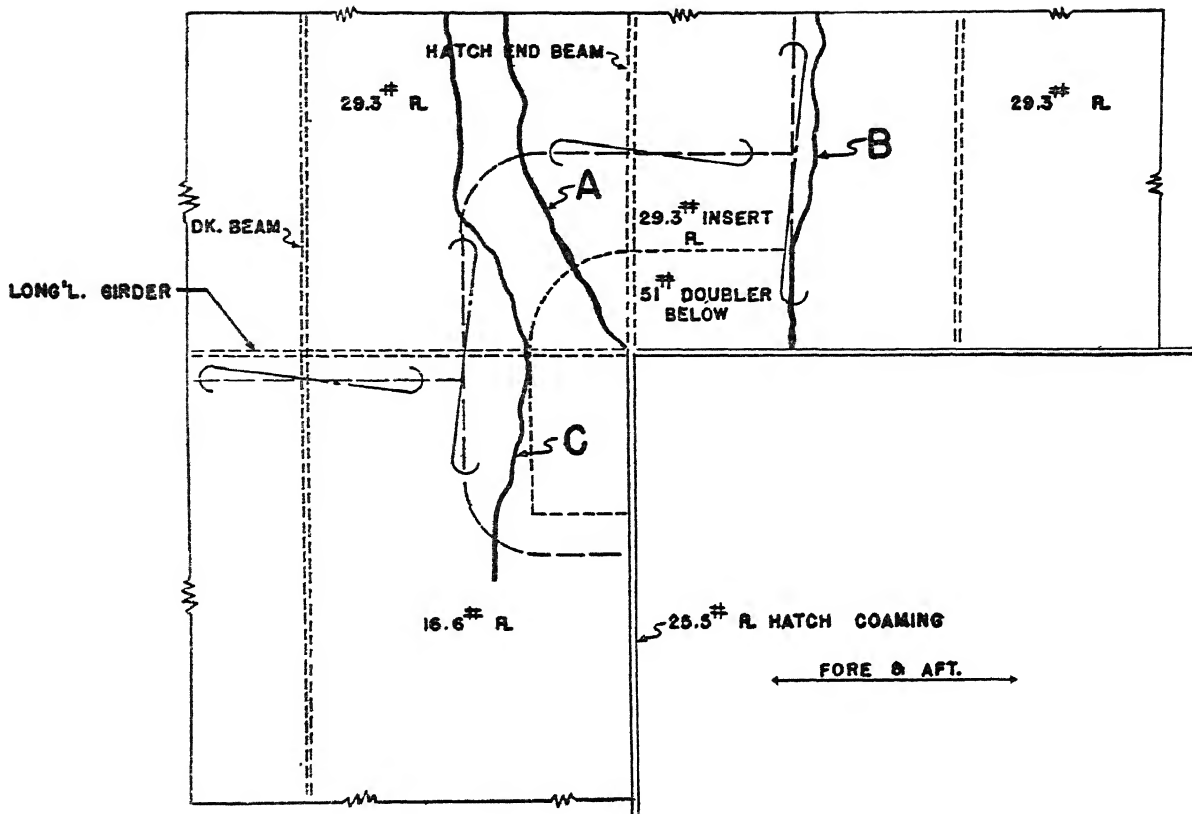 HATCH END BEAM
29.3# PL
29.3# PL
B
A
29.3# INSERT
PL
DK. BEAM
LONG'L. GIRDER
51# DOUBLER
BELOW
C
16.6# PL
25.5# PL HATCH COAMING
FORE & AFT.